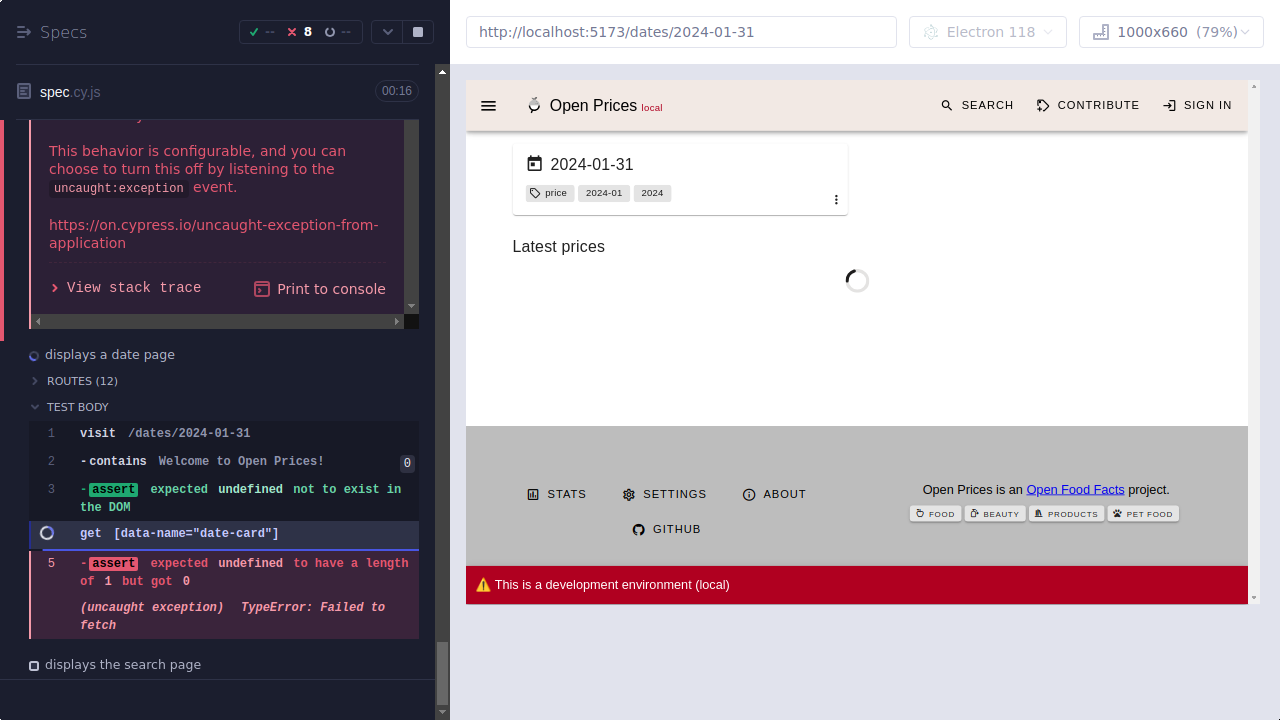 Specs
-- 8 --
spec.cy.js
00:16
This behavior is configurable, and you can
choose to turn this off by listening to the
uncaught:exception event.
https://on.cypress.io/uncaught-exception-from-
application
View stack trace
Print to console
displays a date page
ROUTES (12)
TEST BODY
1 visit /dates/2024-01-31
2 -contains Welcome to Open Prices! 0
3 -assert expected undefined not to exist in
the DOM
get [data-name="date-card"]
5 -assert expected undefined to have a length
of 1 but got 0
(uncaught exception) TypeError: Failed to
fetch
displays the search page
http://localhost:5173/dates/2024-01-31
Electron 118
1000x660 (79%)
Open Prices local
SEARCH
CONTRIBUTE
SIGN IN
2024-01-31
price
2024-01
2024
Latest prices
STATS
SETTINGS
ABOUT
GITHUB
Open Prices is an Open Food Facts project.
FOOD
BEAUTY
PRODUCTS
PET FOOD
⚠️ This is a development environment (local)